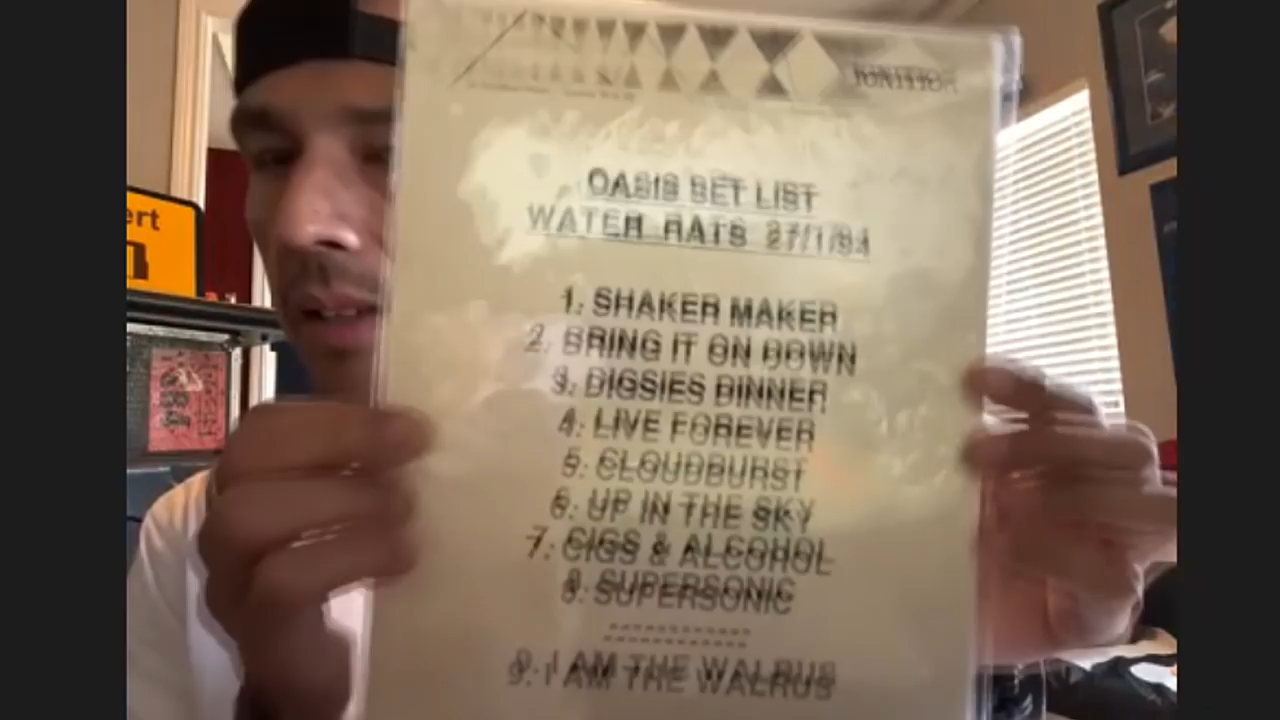 IGNITION
OASIS SET LIST
WATER RATS 27/1/94
1. SHAKER MAKER
2. BRING IT ON DOWN
3. DIGSIES DINNER
4. LIVE FOREVER
5. CLOUDBURST
6. UP IN THE SKY
7. CIGS & ALCOHOL
8. SUPERSONIC
------------
9. I AM THE WALRUS
ert